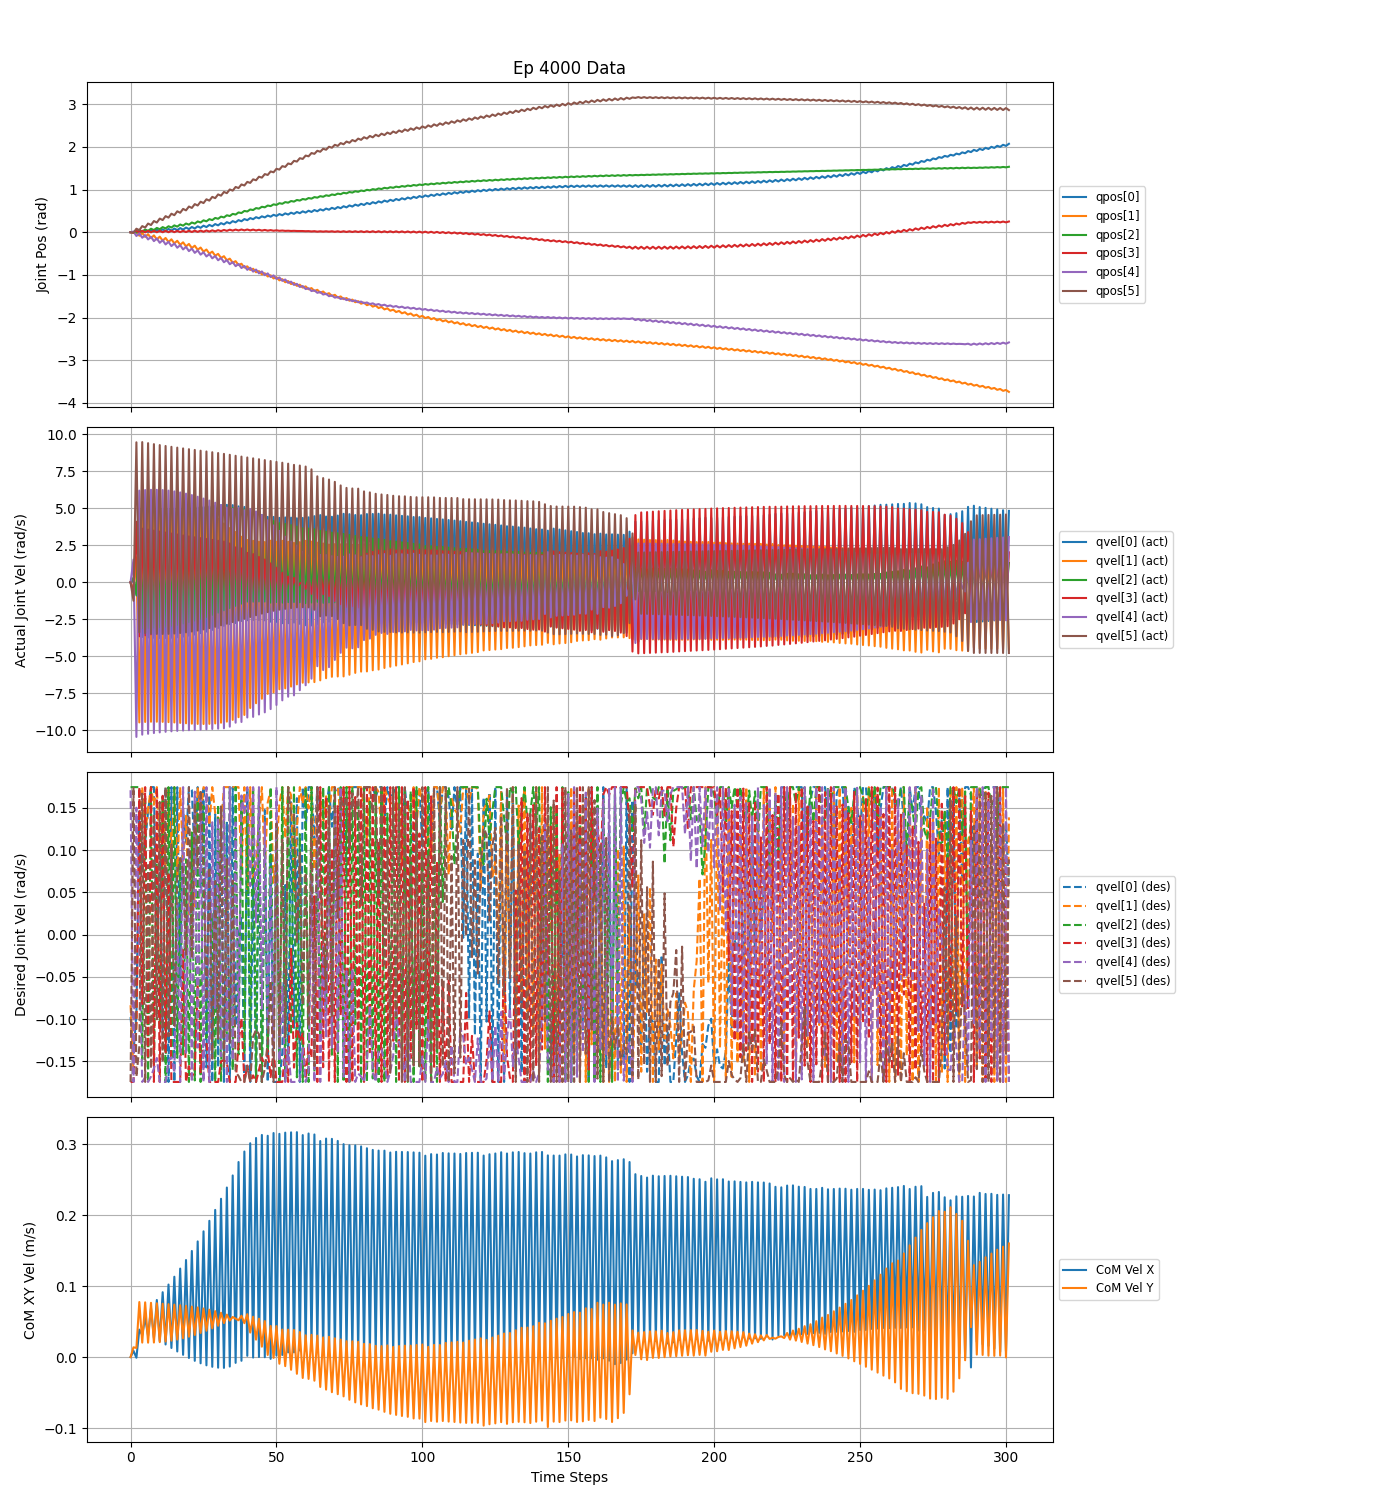 Ep 4000 Data
3
2
1
0
−1
−2
−3
−4
Joint Pos (rad)
qpos[0]
qpos[1]
qpos[2]
qpos[3]
qpos[4]
qpos[5]
10.0
7.5
5.0
2.5
0.0
−2.5
−5.0
−7.5
−10.0
Actual Joint Vel (rad/s)
qvel[0] (act)
qvel[1] (act)
qvel[2] (act)
qvel[3] (act)
qvel[4] (act)
qvel[5] (act)
0.15
0.10
0.05
0.00
−0.05
−0.10
−0.15
Desired Joint Vel (rad/s)
qvel[0] (des)
qvel[1] (des)
qvel[2] (des)
qvel[3] (des)
qvel[4] (des)
qvel[5] (des)
0.3
0.2
0.1
0.0
−0.1
CoM XY Vel (m/s)
CoM Vel X
CoM Vel Y
0 50 100 150 200 250 300
Time Steps